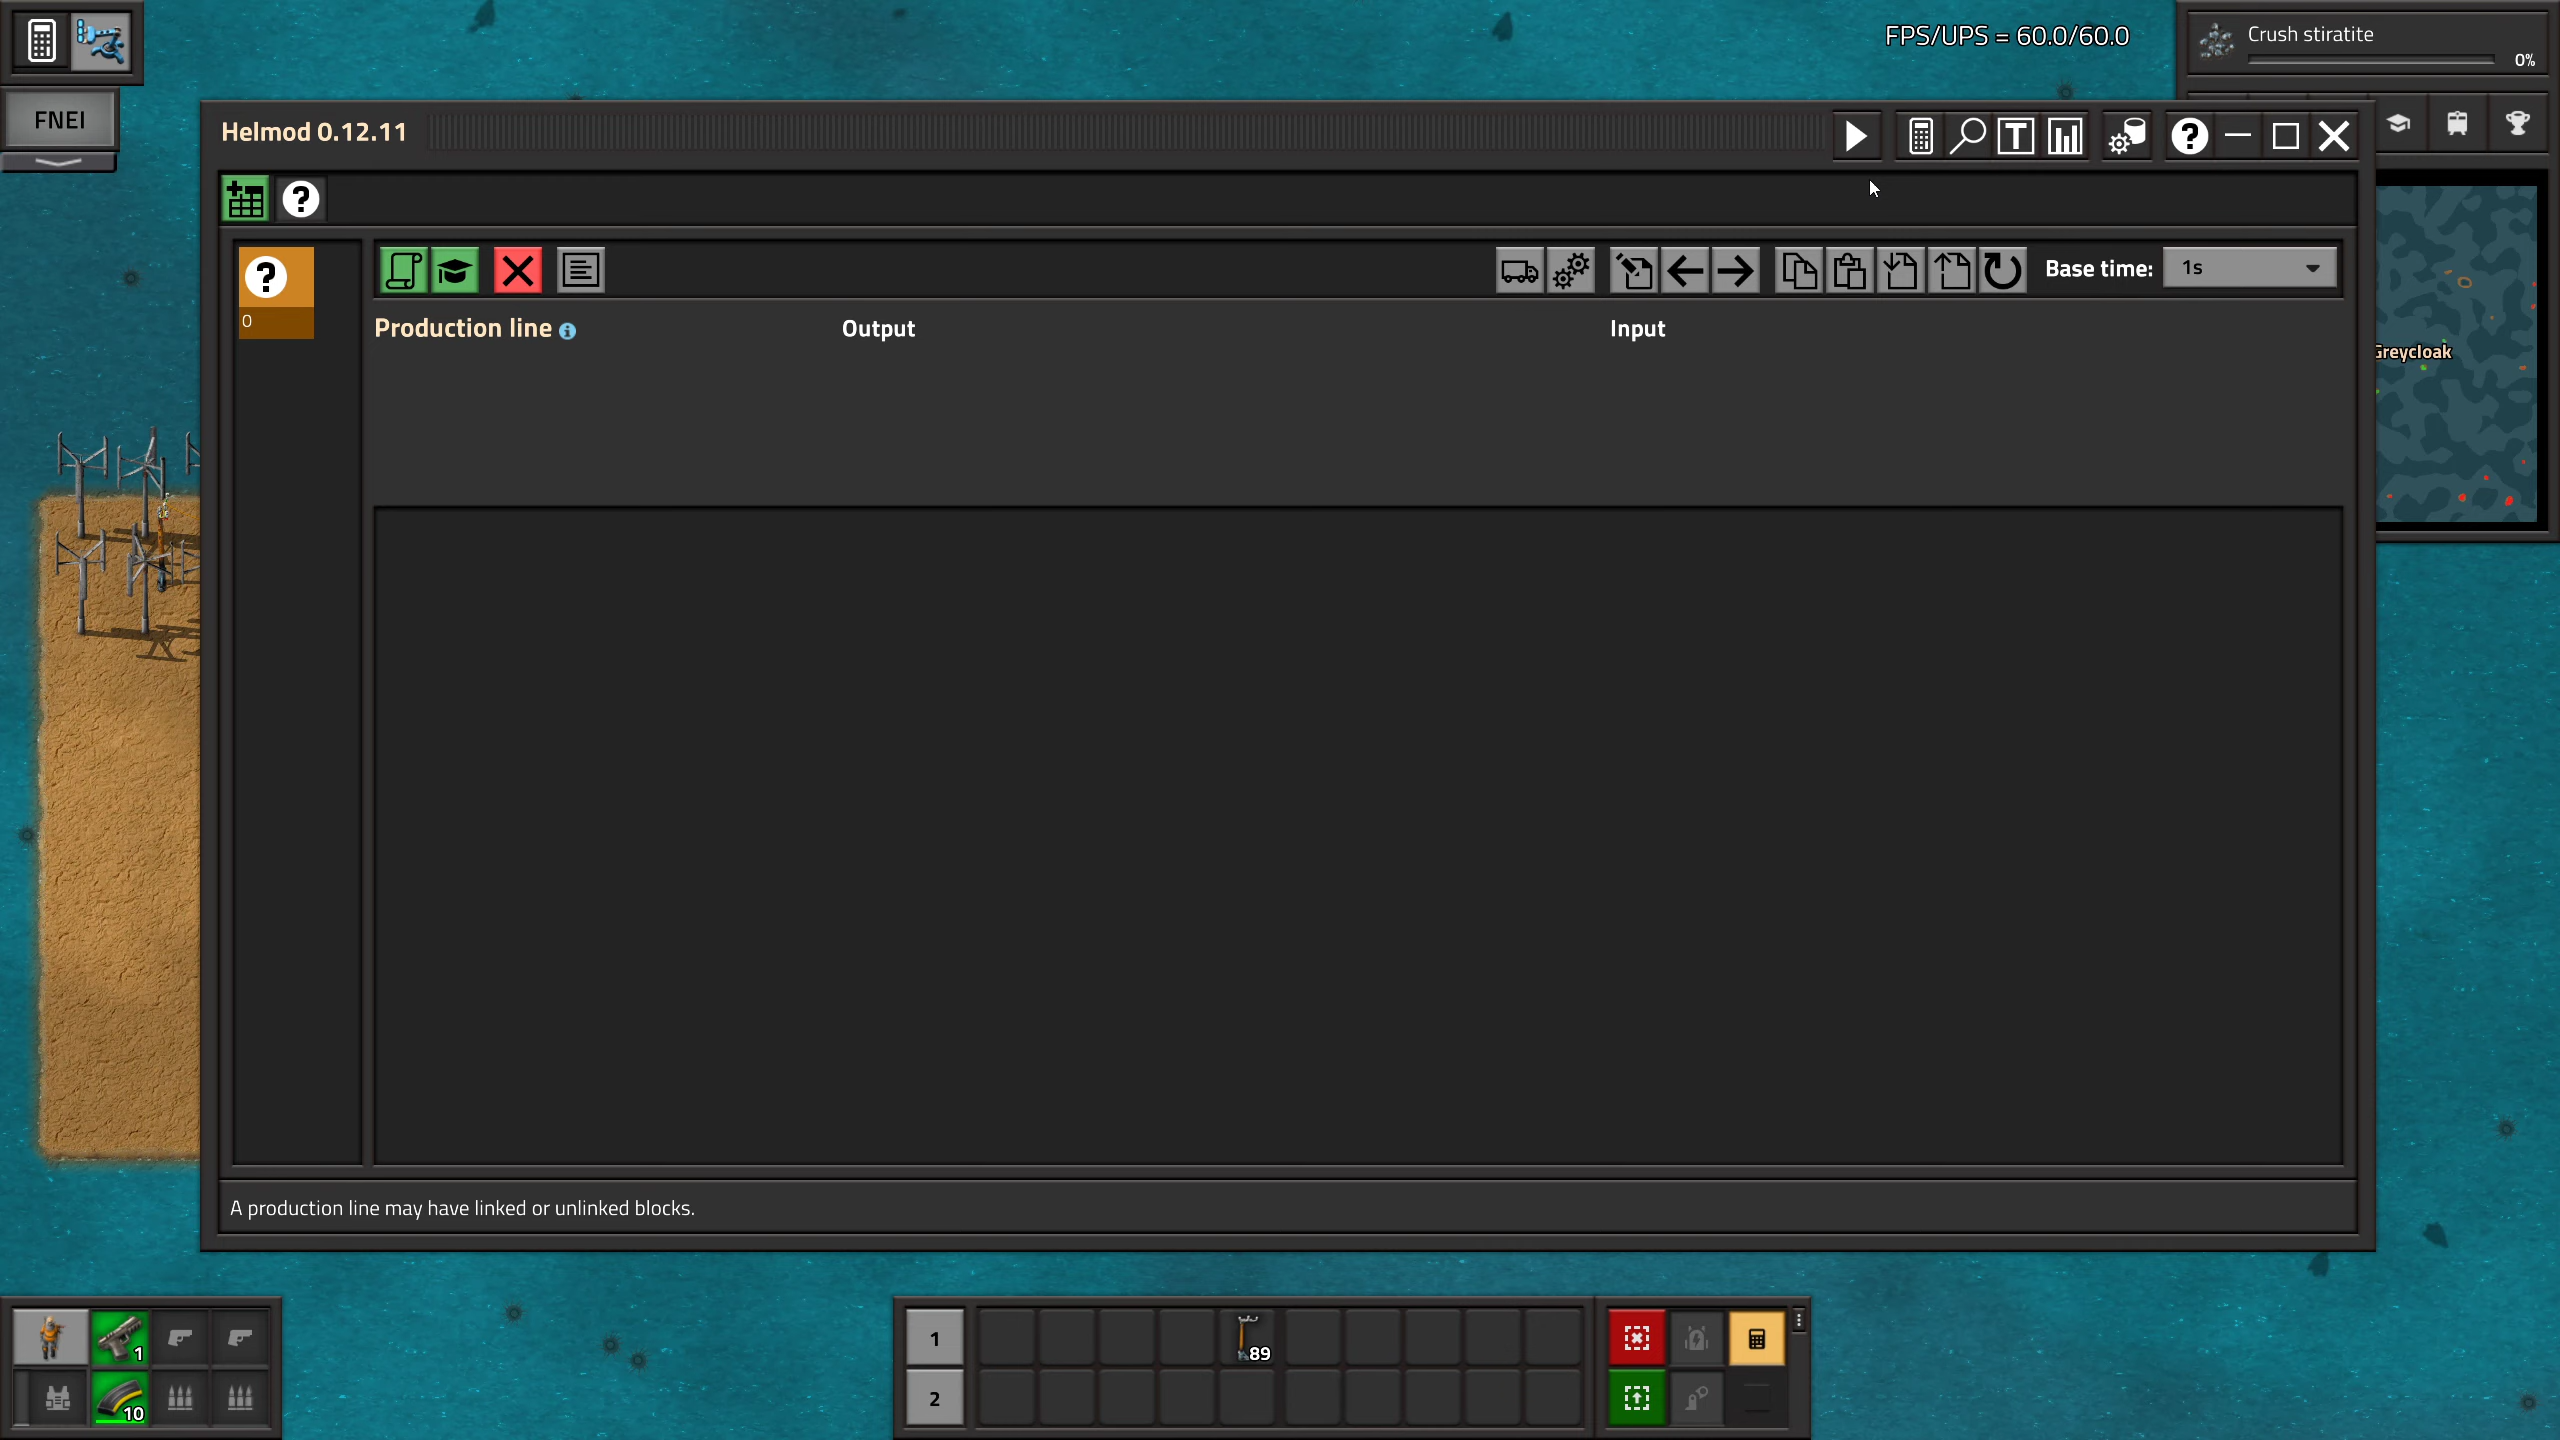 FPS/UPS = 60.0/60.0
Crush stiratite
0%
FNEI
Helmod 0.12.11
Base time: 1s
0
Production line
Output
Input
Greycloak
A production line may have linked or unlinked blocks.
1
10
1
89
2